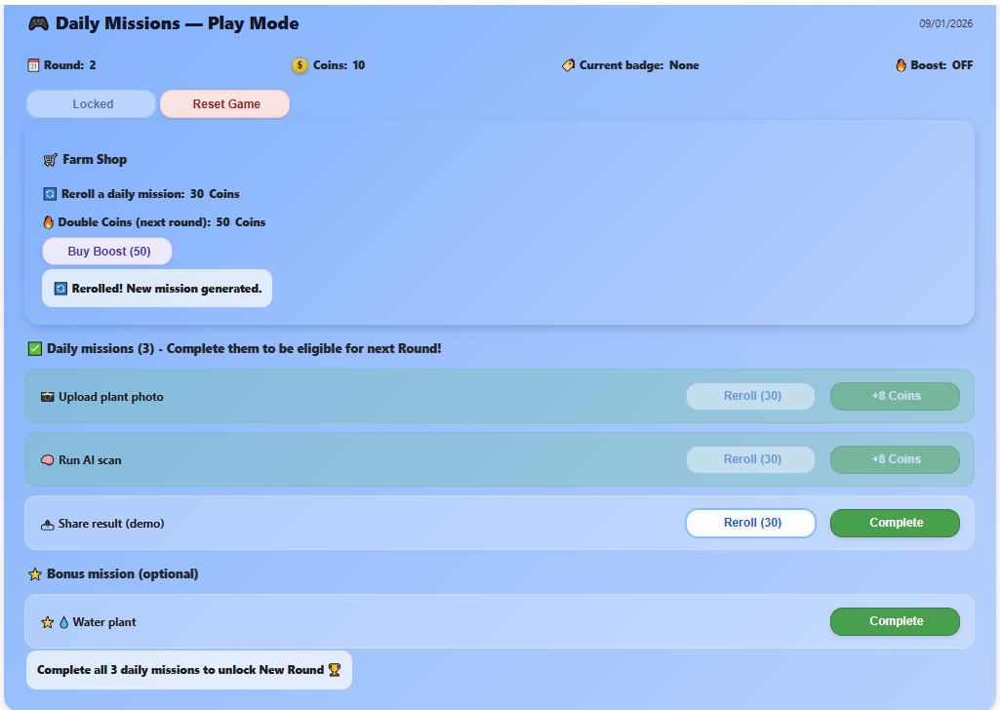 🎮 Daily Missions — Play Mode
09/01/2026
Round: 2
Coins: 10
Current badge: None
Boost: OFF
Locked
Reset Game
Farm Shop
Reroll a daily mission: 30 Coins
Double Coins (next round): 50 Coins
Buy Boost (50)
Rerolled! New mission generated.
Daily missions (3) - Complete them to be eligible for next Round!
Upload plant photo
Reroll (30)
+8 Coins
Run AI scan
Reroll (30)
+8 Coins
Share result (demo)
Reroll (30)
Complete
Bonus mission (optional)
Water plant
Complete
Complete all 3 daily missions to unlock New Round 🏆